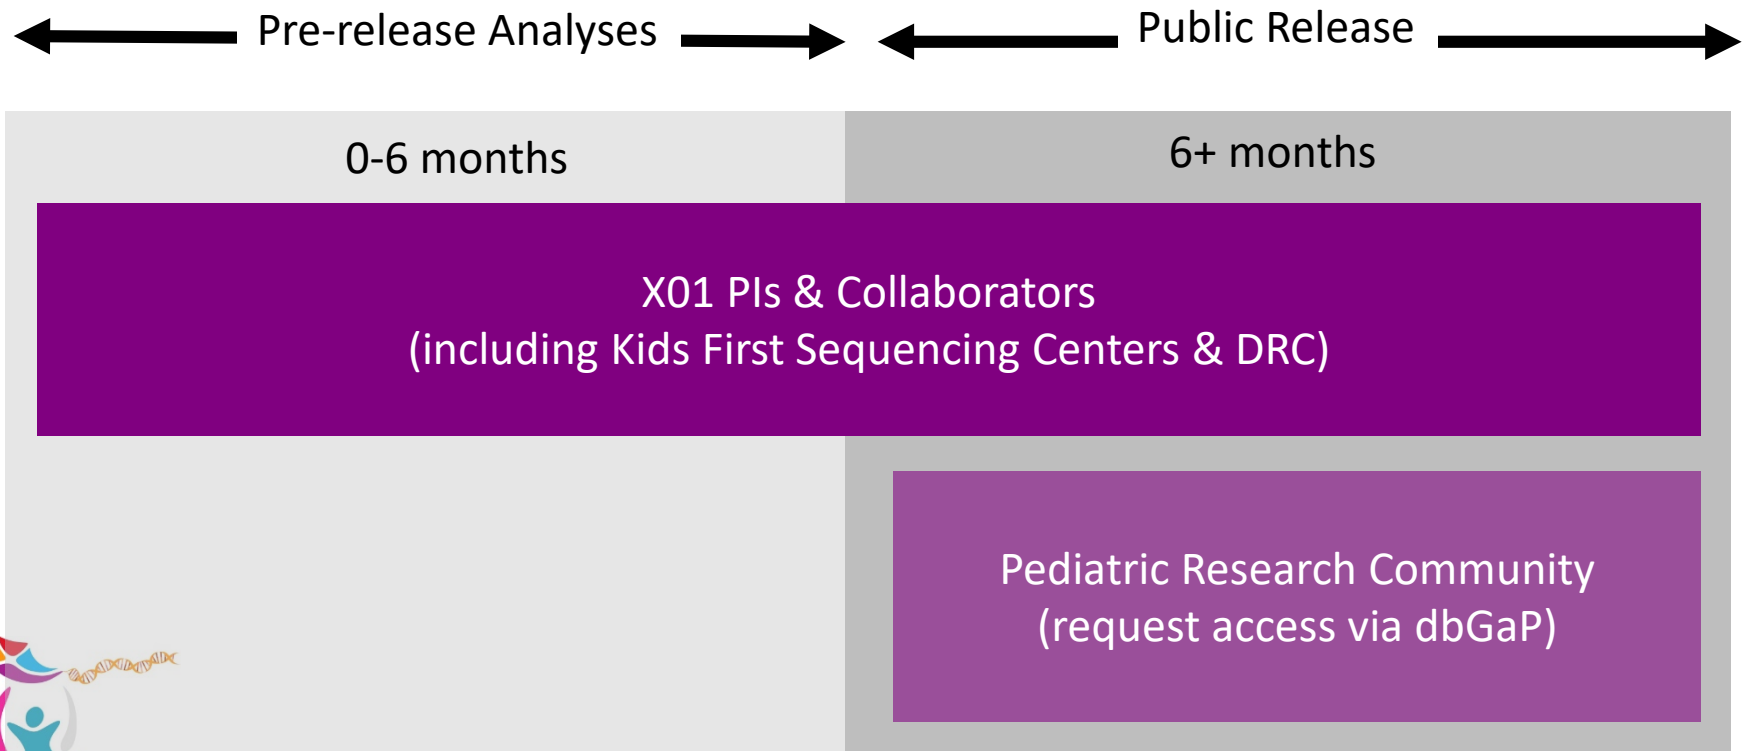 Pre-release Analyses
Public Release
0-6 months
6+ months
X01 PIs & Collaborators
(including Kids First Sequencing Centers & DRC)
Pediatric Research Community
(request access via dbGaP)